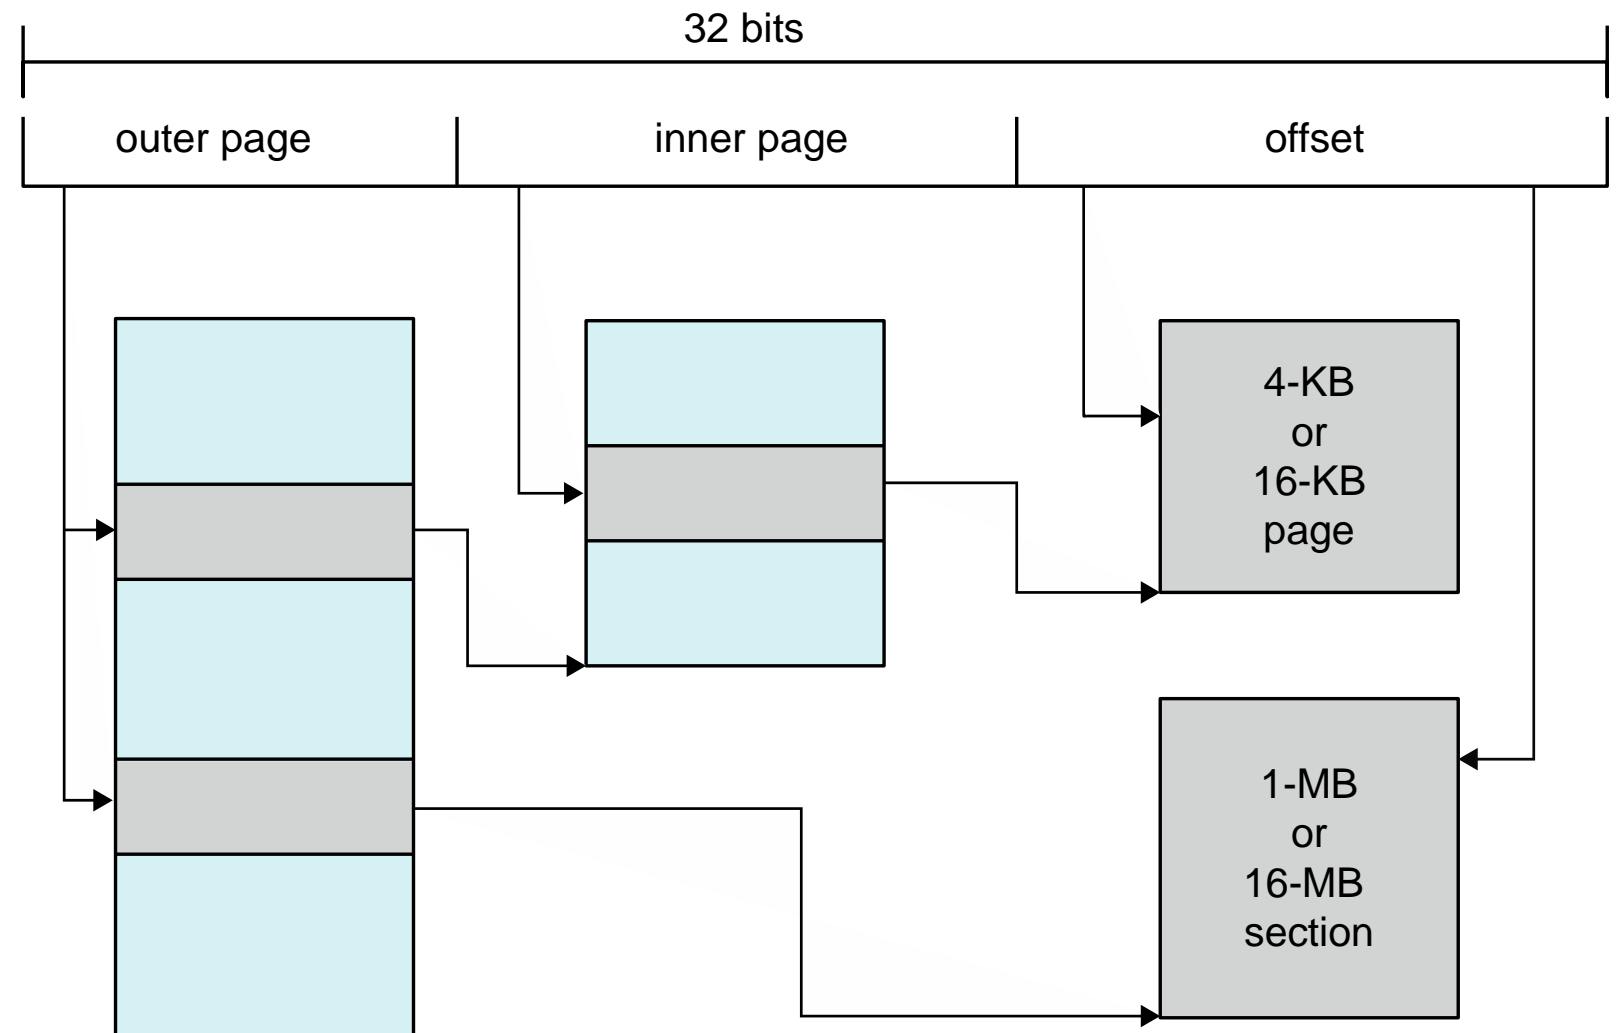 32 bits
outer page
inner page
offset
4-KB
or
16-KB
page
1-MB
or
16-MB
section